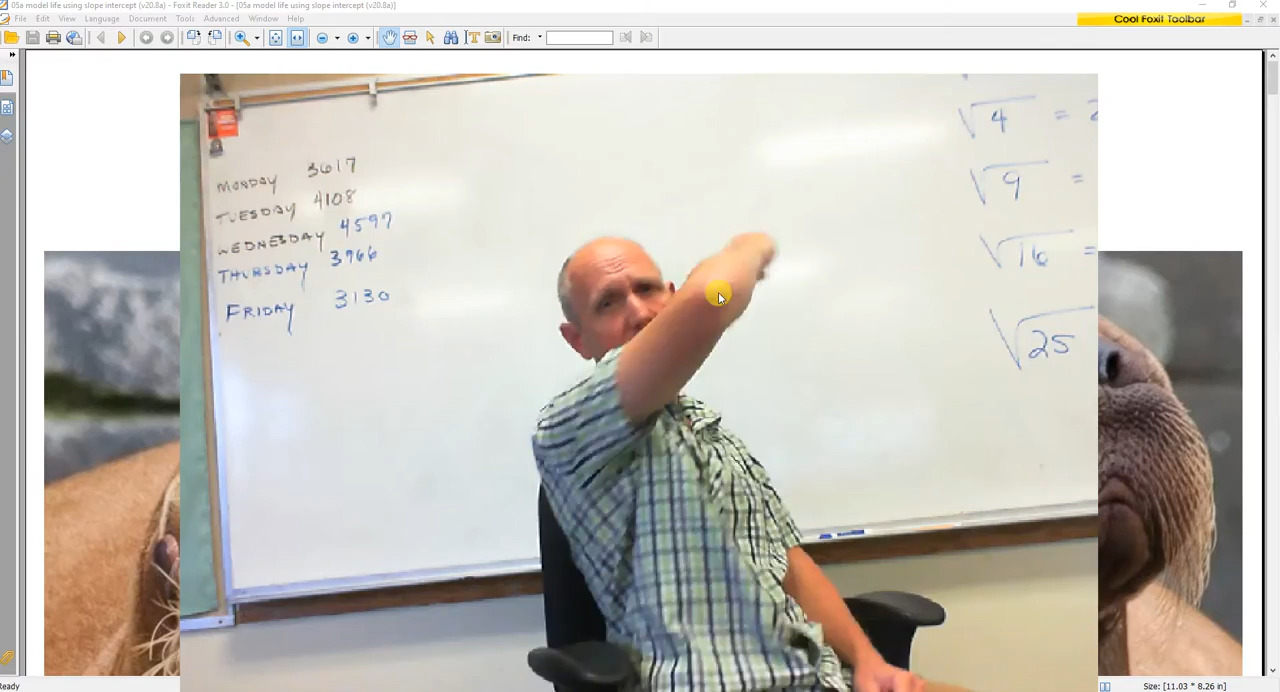 05a model life using slope intercept (v20.8a) - Foxit Reader 3.0 - [05a model life using slope intercept (v20.8a)]
File Edit View Language Document Tools Advanced Window Help
Cool Foxit Toolbar
Find:
MONDAY 3617
TUESDAY 4108
WEDNESDAY 4597
THURSDAY 3966
FRIDAY 3130
√4 = 2
√9 =
√16 =
√25
Ready
Size: [11.03 * 8.26 in]